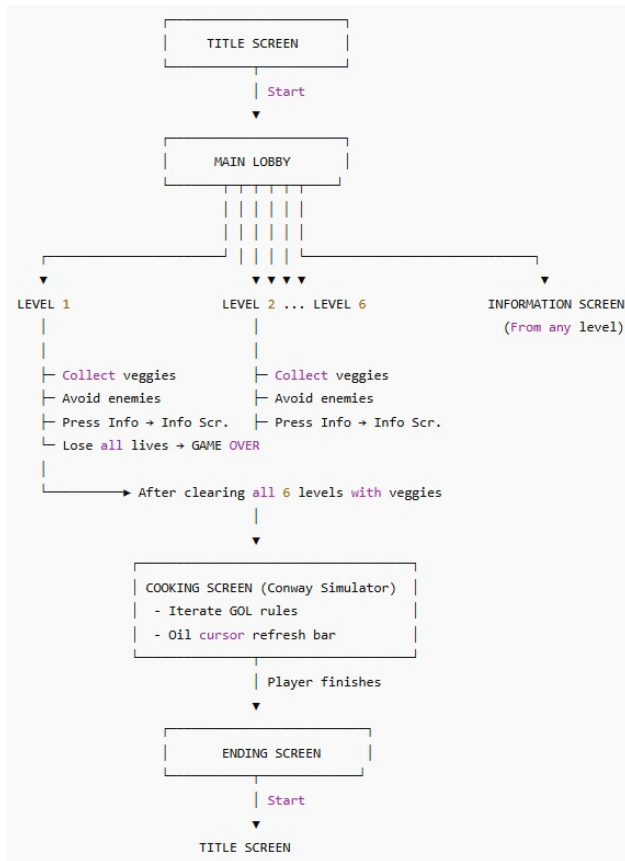 TITLE SCREEN
Start
MAIN LOBBY
LEVEL 1
LEVEL 2 ... LEVEL 6
INFORMATION SCREEN
(From any level)
Collect veggies
Collect veggies
Avoid enemies
Avoid enemies
Press Info → Info Scr.
Press Info → Info Scr.
Lose all lives → GAME OVER
After clearing all 6 levels with veggies
COOKING SCREEN (Conway Simulator)
- Iterate GOL rules
- Oil cursor refresh bar
Player finishes
ENDING SCREEN
Start
TITLE SCREEN